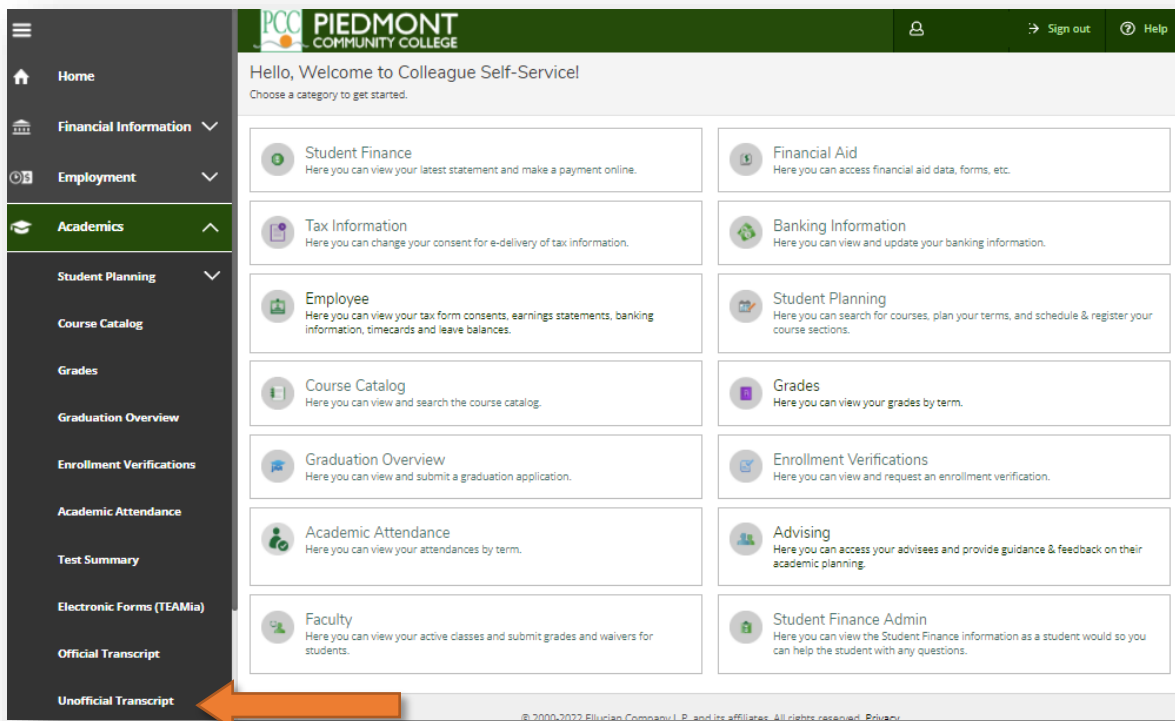 PCC PIEDMONT
COMMUNITY COLLEGE
Sign out
Help
Home
Financial Information
Employment
Academics
Student Planning
Course Catalog
Grades
Graduation Overview
Enrollment Verifications
Academic Attendance
Test Summary
Electronic Forms (TEAMia)
Official Transcript
Unofficial Transcript
Hello, Welcome to Colleague Self-Service!
Choose a category to get started.
Student Finance
Here you can view your latest statement and make a payment online.
Financial Aid
Here you can access financial aid data, forms, etc.
Tax Information
Here you can change your consent for e-delivery of tax information.
Banking Information
Here you can view and update your banking information.
Employee
Here you can view your tax form consents, earnings statements, banking
information, timecards and leave balances.
Student Planning
Here you can search for courses, plan your terms, and schedule & register your
course sections.
Course Catalog
Here you can view and search the course catalog.
Grades
Here you can view your grades by term.
Graduation Overview
Here you can view and submit a graduation application.
Enrollment Verifications
Here you can view and request an enrollment verification.
Academic Attendance
Here you can view your attendances by term.
Advising
Here you can access your advisees and provide guidance & feedback on their
academic planning.
Faculty
Here you can view your active classes and submit grades and waivers for
students.
Student Finance Admin
Here you can view the Student Finance information as a student would so you
can help the student with any questions.
© 2000-2022 Ellucian Company L.P. and its affiliates. All rights reserved. Privacy